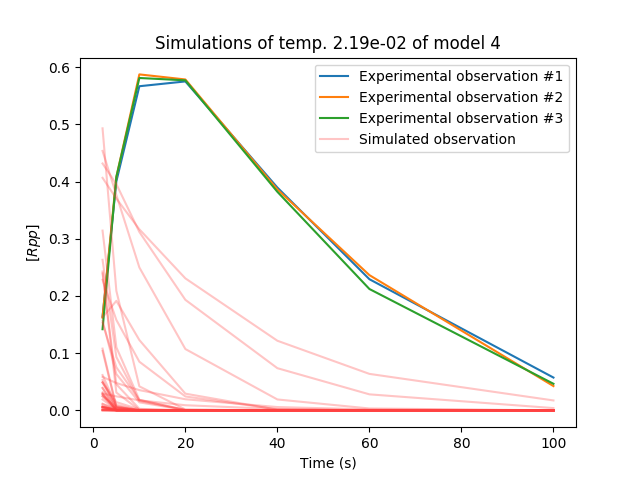 Simulations of temp. 2.19e-02 of model 4
Experimental observation #1
Experimental observation #2
Experimental observation #3
Simulated observation
[Rpp]
0.6
0.5
0.4
0.3
0.2
0.1
0.0
0 20 40 60 80 100
Time (s)